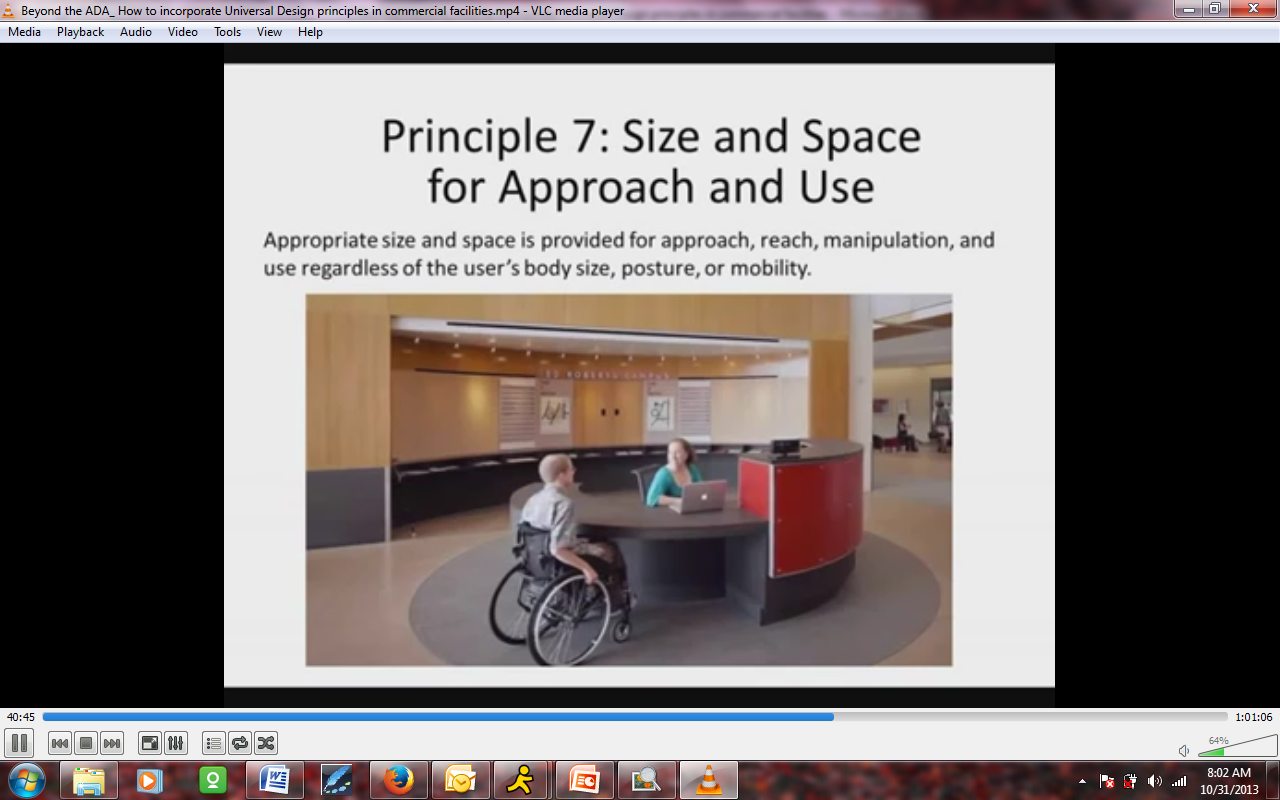 Beyond the ADA_ How to incorporate Universal Design principles in commercial facilities.mp4 - VLC media player
Media Playback Audio Video Tools View Help
Principle 7: Size and Space
for Approach and Use
Appropriate size and space is provided for approach, reach, manipulation, and
use regardless of the user's body size, posture, or mobility.
ED ROBERTS CAMPUS
40:45
1:01:06
64%
8:02 AM
10/31/2013